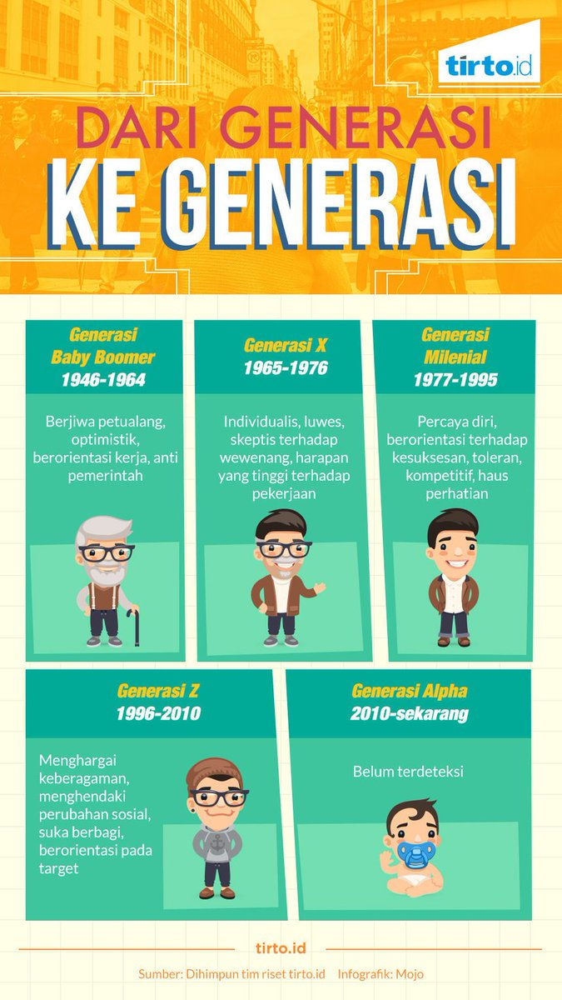 tirto.id
DARI GENERASI
KE GENERASI
Generasi
Baby Boomer
1946-1964
Berjiwa petualang,
optimistik,
berorientasi kerja, anti
pemerintah
Generasi X
1965-1976
Individualis, luwes,
skeptis terhadap
wewenang, harapan
yang tinggi terhadap
pekerjaan
Generasi
Milenial
1977-1995
Percaya diri,
berorientasi terhadap
kesuksesan, toleran,
kompetitif, haus
perhatian
Generasi Z
1996-2010
Menghargai
keberagaman,
menghendaki
perubahan sosial,
suka berbagi,
berorientasi pada
target
Generasi Alpha
2010-sekarang
Belum terdeteksi
tirto.id
Sumber: Dihimpun tim riset tirto.id Infografik: Mojo